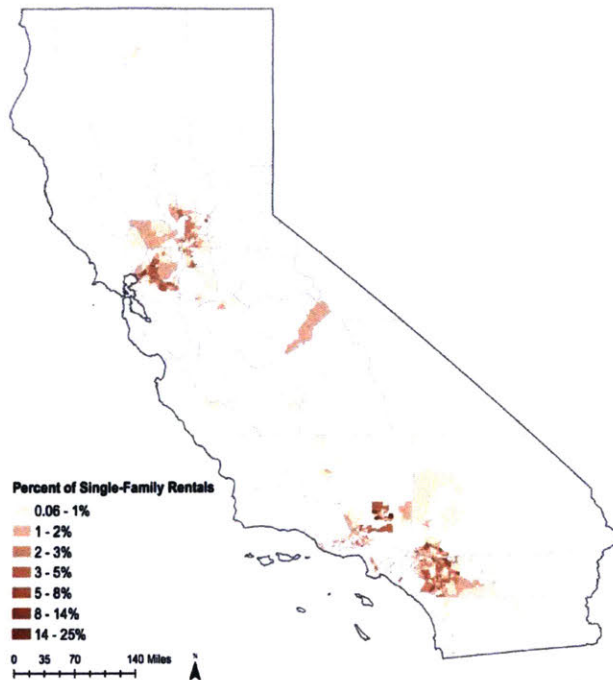 Percent of Single-Family Rentals
0.06 - 1%
1 - 2%
2 - 3%
3 - 5%
5 - 8%
8 - 14%
14 - 25%
0 35 70 140 Miles
N